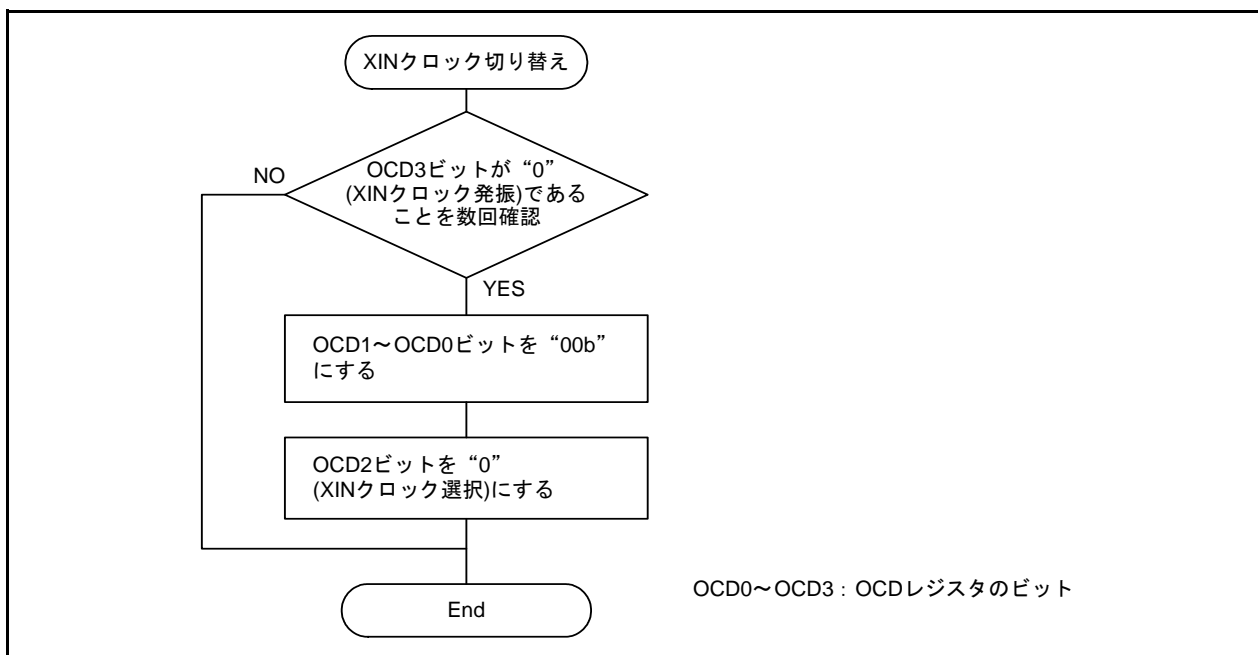 XINクロック切り替え
OCD3ビットが“0”
(XINクロック発振)である
ことを数回確認
NO
YES
OCD1～OCD0ビットを“00b”
にする
OCD2ビットを“0”
(XINクロック選択)にする
End
OCD0～OCD3：OCDレジスタのビット